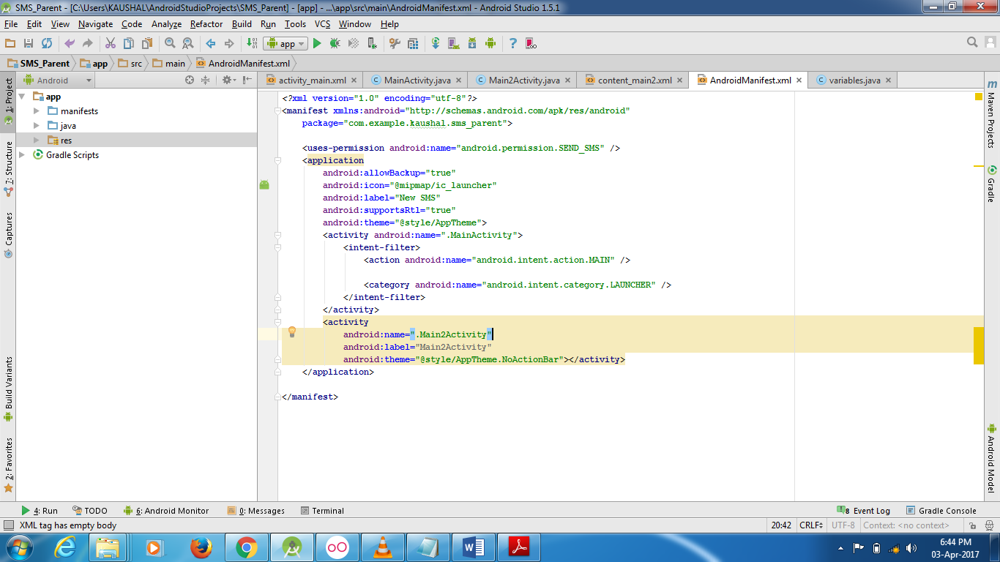 SMS_Parent - [C:\Users\KAUSHAL\AndroidStudioProjects\SMS_Parent] - [app] - ...\app\src\main\AndroidManifest.xml - Android Studio 1.5.1
File Edit View Navigate Code Analyze Refactor Build Run Tools VCS Window Help
app
SMS_Parent app src main AndroidManifest.xml
Android
activity_main.xml MainActivity.java Main2Activity.java content_main2.xml AndroidManifest.xml variables.java
1: Project
7: Structure
Captures
Build Variants
2: Favorites
app
manifests
java
res
Gradle Scripts
<?xml version="1.0" encoding="utf-8"?>
<manifest xmlns:android="http://schemas.android.com/apk/res/android"
package="com.example.kaushal.sms_parent">
<uses-permission android:name="android.permission.SEND_SMS" />
<application
android:allowBackup="true"
android:icon="@mipmap/ic_launcher"
android:label="New SMS"
android:supportsRtl="true"
android:theme="@style/AppTheme">
<activity android:name=".MainActivity">
<intent-filter>
<action android:name="android.intent.action.MAIN" />
<category android:name="android.intent.category.LAUNCHER" />
</intent-filter>
</activity>
<activity
android:name=".Main2Activity"
android:label="Main2Activity"
android:theme="@style/AppTheme.NoActionBar"></activity>
</application>
</manifest>
m
Maven Projects
Gradle
Android Model
4: Run TODO 6: Android Monitor 0: Messages Terminal 8 Event Log Gradle Console
XML tag has empty body 20:42 CRLF UTF-8 Context: <no context>
6:44 PM
03-Apr-2017